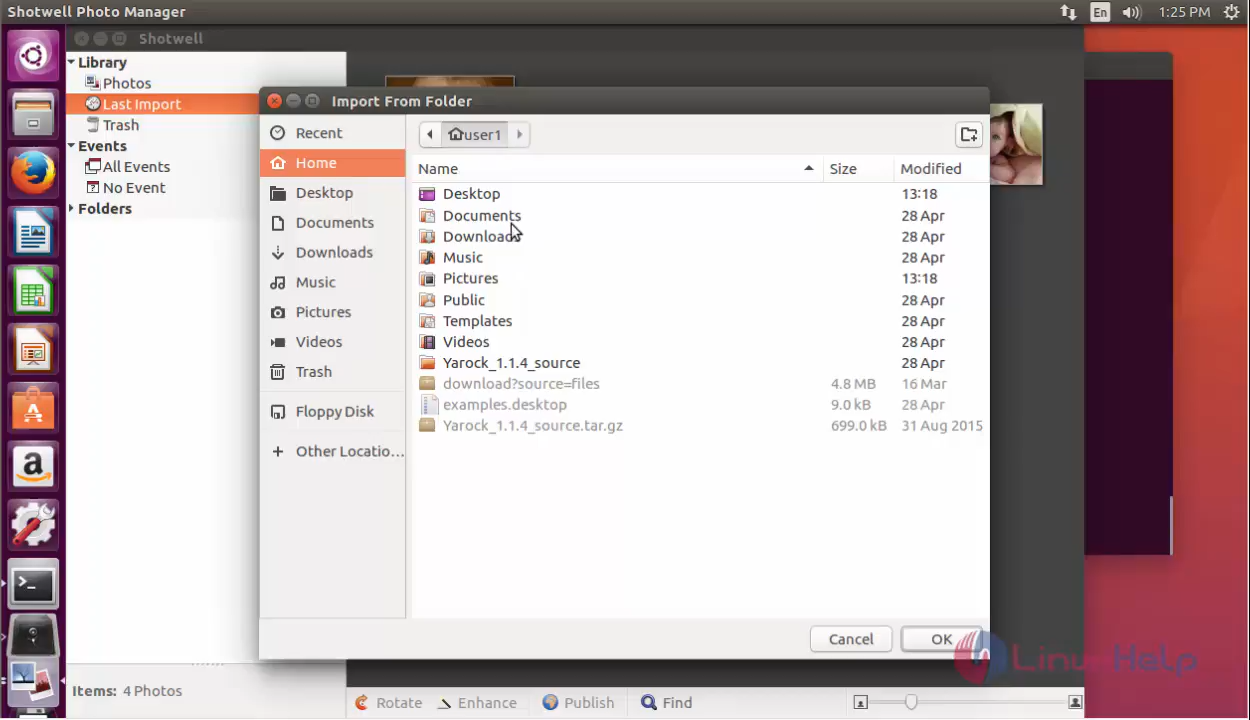 Shotwell Photo Manager
En
1:25 PM
Shotwell
Library
Photos
Last Import
Trash
Events
All Events
No Event
Folders
Items: 4 Photos
Import From Folder
Recent
Home
Desktop
Documents
Downloads
Music
Pictures
Videos
Trash
Floppy Disk
Other Locatio...
user1
Name Size Modified
Desktop 13:18
Documents 28 Apr
Downloads 28 Apr
Music 28 Apr
Pictures 13:18
Public 28 Apr
Templates 28 Apr
Videos 28 Apr
Yarock_1.1.4_source 28 Apr
download?source=files 4.8 MB 16 Mar
examples.desktop 9.0 kB 28 Apr
Yarock_1.1.4_source.tar.gz 699.0 kB 31 Aug 2015
Cancel OK
Linux Help
Rotate Enhance Publish Find